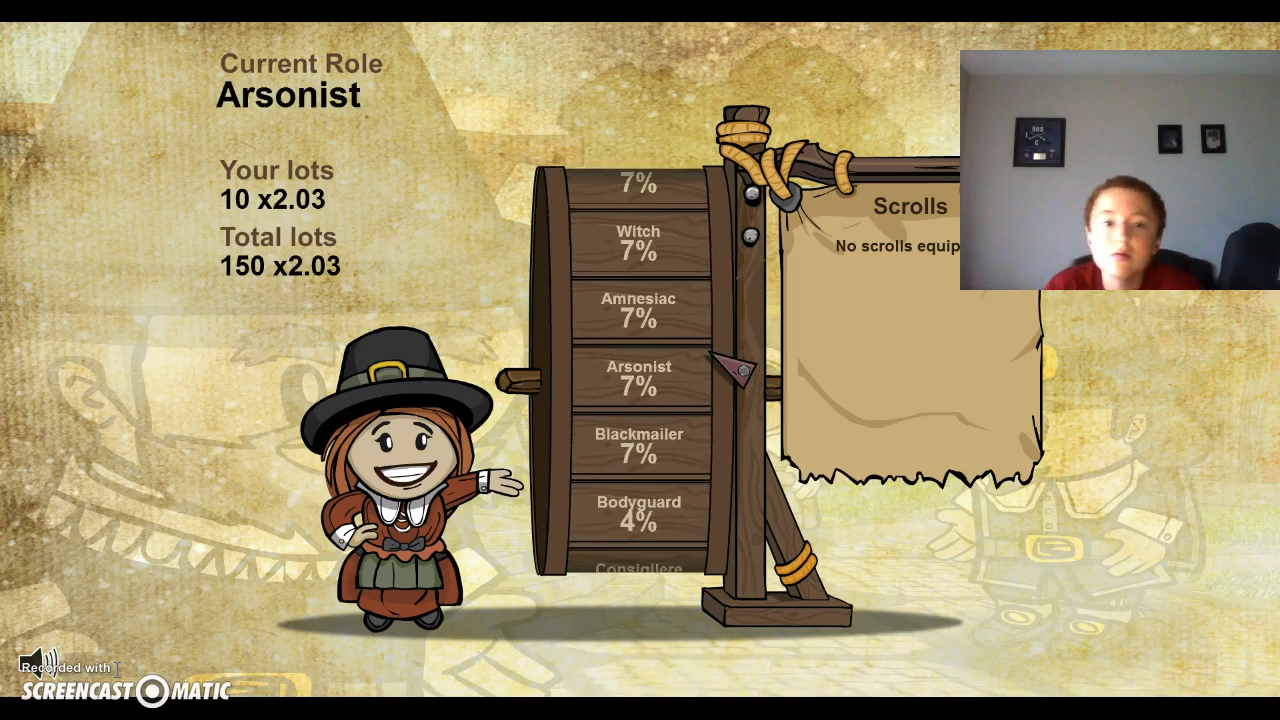 Current Role
Arsonist
Your lots
10 x2.03
Total lots
150 x2.03
7%
Witch
7%
Amnesiac
7%
Arsonist
7%
Blackmailer
7%
Bodyguard
4%
Consigliere
Scrolls
No scrolls equip
Recorded with
SCREENCAST MATIC